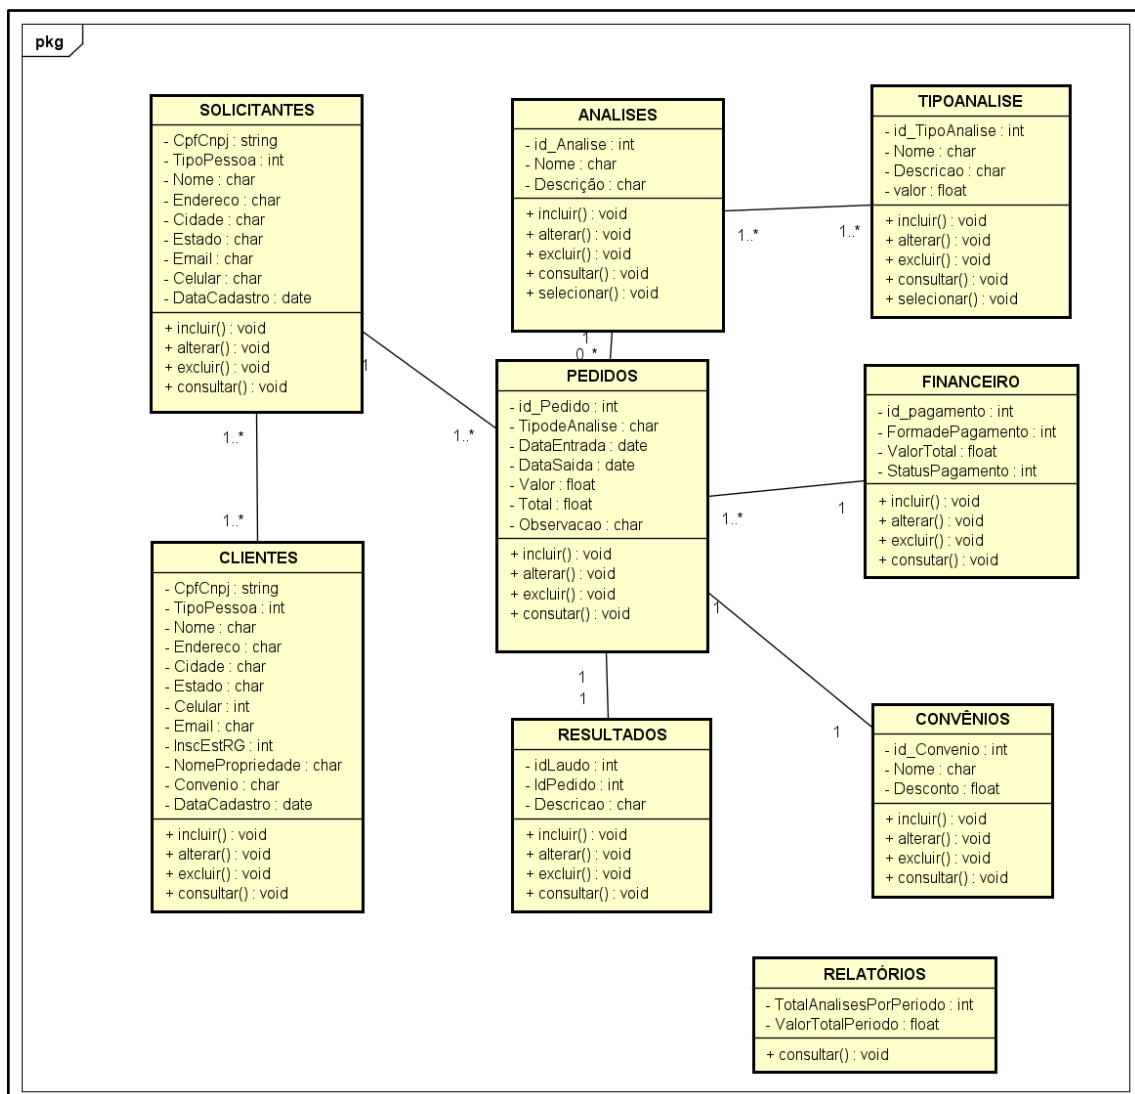 pkg
SOLICITANTES
- CpfCnpj : string
- TipoPessoa : int
- Nome : char
- Endereco : char
- Cidade : char
- Estado : char
- Email : char
- Celular : char
- DataCadastro : date
+ incluir() : void
+ alterar() : void
+ excluir() : void
+ consultar() : void
ANALISES
- id_Analise : int
- Nome : char
- Descrição : char
+ incluir() : void
+ alterar() : void
+ excluir() : void
+ consultar() : void
+ selecionar() : void
TIPOANALISE
- id_TipoAnalise : int
- Nome : char
- Descricao : char
- valor : float
+ incluir() : void
+ alterar() : void
+ excluir() : void
+ consultar() : void
+ selecionar() : void
1..*
1..*
1
0..*
1
1..*
PEDIDOS
- id_Pedido : int
- TipodeAnalise : char
- DataEntrada : date
- DataSaida : date
- Valor : float
- Total : float
- Observacao : char
+ incluir() : void
+ alterar() : void
+ excluir() : void
+ consutar() : void
FINANCEIRO
- id_pagamento : int
- FormadePagamento : int
- ValorTotal : float
- StatusPagamento : int
+ incluir() : void
+ alterar() : void
+ excluir() : void
+ consutar() : void
1..*
1
1..*
1..*
CLIENTES
- CpfCnpj : string
- TipoPessoa : int
- Nome : char
- Endereco : char
- Cidade : char
- Estado : char
- Celular : int
- Email : char
- InscEstRG : int
- NomePropriedade : char
- Convenio : char
- DataCadastro : date
+ incluir() : void
+ alterar() : void
+ excluir() : void
+ consultar() : void
1
1
RESULTADOS
- idLaudo : int
- IdPedido : int
- Descricao : char
+ incluir() : void
+ alterar() : void
+ excluir() : void
+ consultar() : void
1
1
CONVÊNIOS
- id_Convenio : int
- Nome : char
- Desconto : float
+ incluir() : void
+ alterar() : void
+ excluir() : void
+ consultar() : void
RELATÓRIOS
- TotalAnalisesPorPeriodo : int
- ValorTotalPeriodo : float
+ consultar() : void